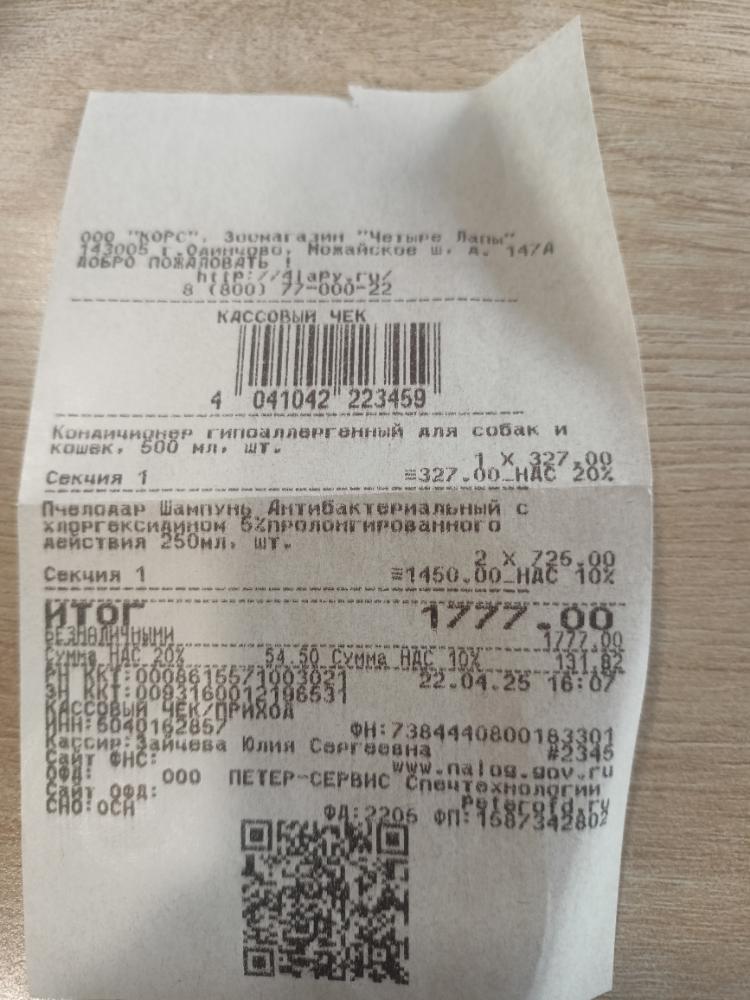 ООО "КОРС", Зоомагазин "Четыре Лапы"
143005 г.Одинцово, Можайское ш. д. 147А
ДОБРО ПОЖАЛОВАТЬ !
http://4lapy.ru/
8 (800) 77-000-22
КАССОВЫЙ ЧЕК
4 041042 223459
Кондиционер гипоаллергенный для собак и
кошек, 500 мл, шт.
1 X 327.00
Секция 1 =327.00_НДС 20%
Пчелодар Шампунь Антибактериальный с
хлоргексидином 5%пролонгированного
действия 250мл, шт.
2 X 725.00
Секция 1 =1450.00_НДС 10%
ИТОГ 1777.00
БЕЗНАЛИЧНЫМИ 1777.00
Сумма НДС 20% 54.50 Сумма НДС 10% 131.82
РН ККТ:0008615571003021 22.04.25 16:07
ЗН ККТ:0093160012196531
КАССОВЫЙ ЧЕК/ПРИХОД
ИНН:5040162857 ФН:7384440800183301
Кассир:Зайцева Юлия Сергеевна #2345
Сайт ФНС: www.nalog.gov.ru
ОФД: ООО ПЕТЕР-СЕРВИС Спецтехнологии
Сайт ОФД: Peterofd.ru
СНО:ОСН ФД:2206 ФП:1587342802